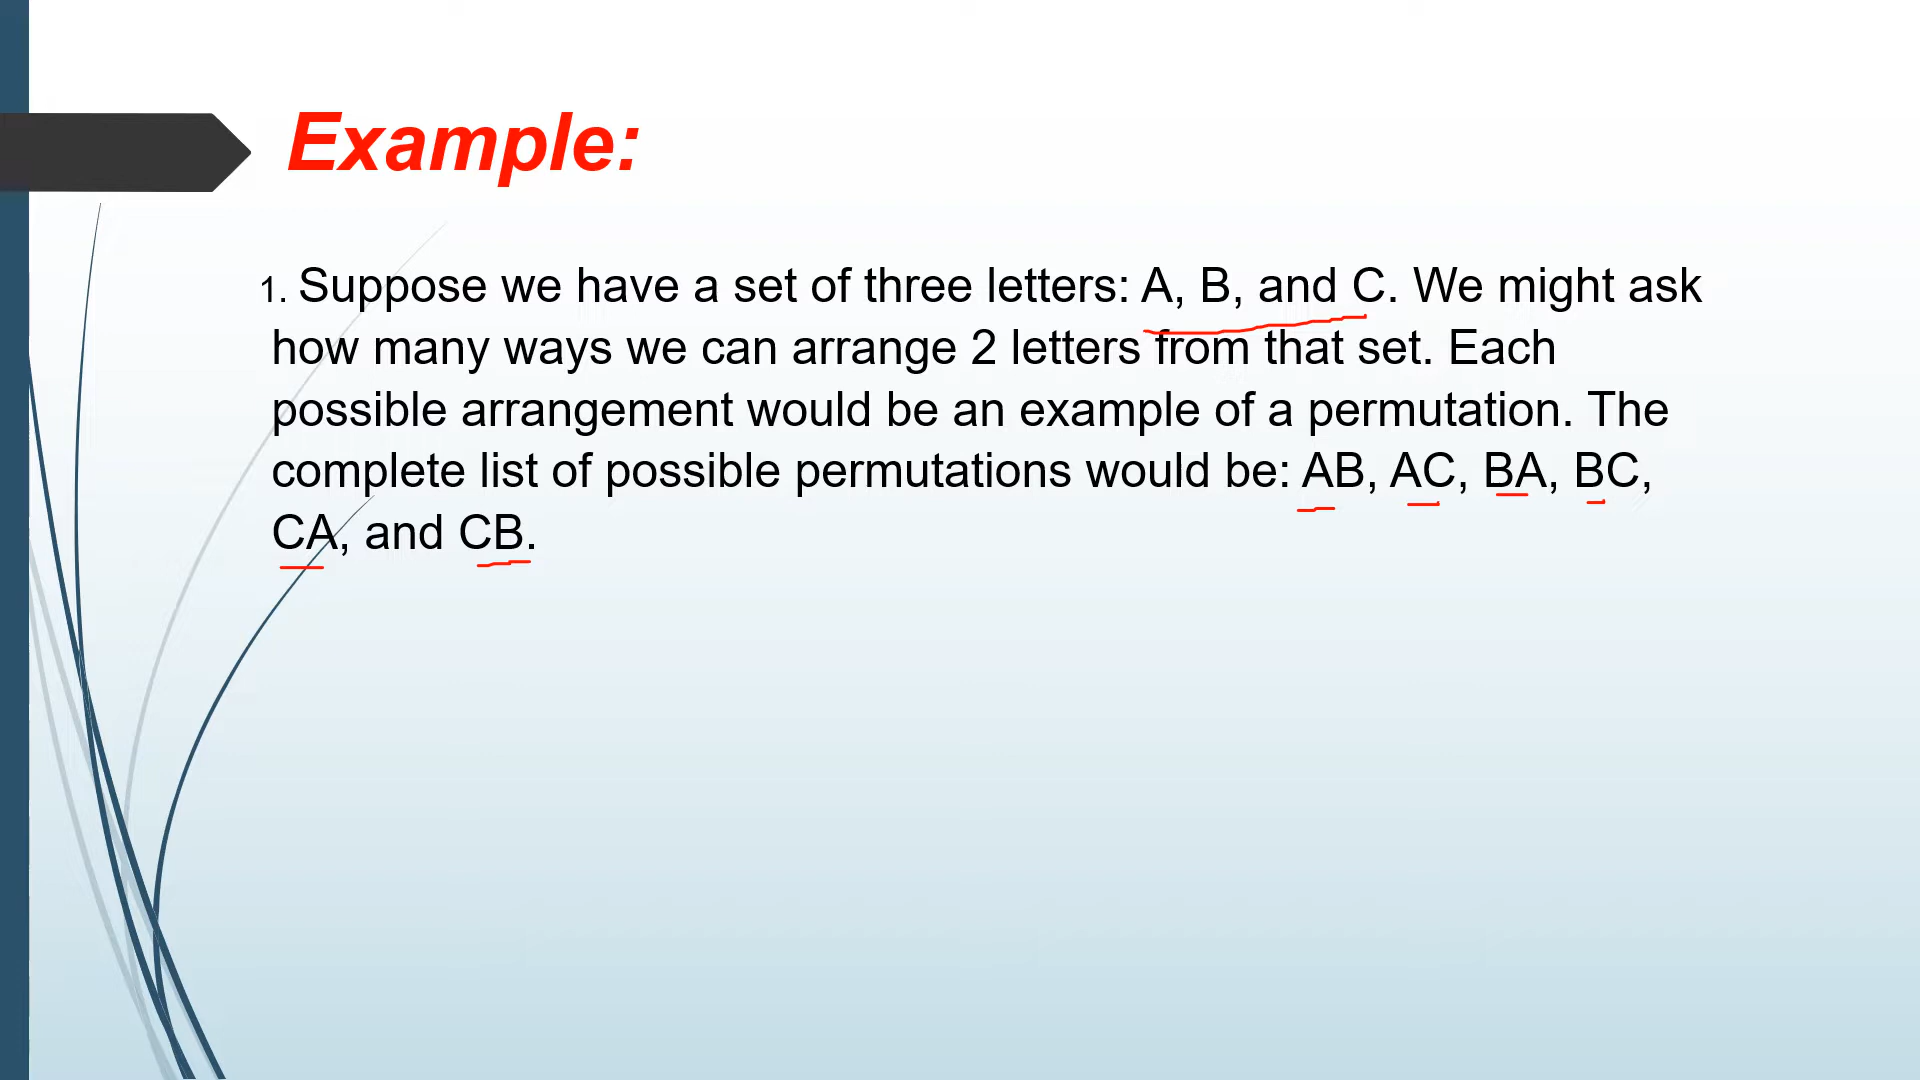 Example:
1. Suppose we have a set of three letters: A, B, and C. We might ask
how many ways we can arrange 2 letters from that set. Each
possible arrangement would be an example of a permutation. The
complete list of possible permutations would be: AB, AC, BA, BC,
CA, and CB.